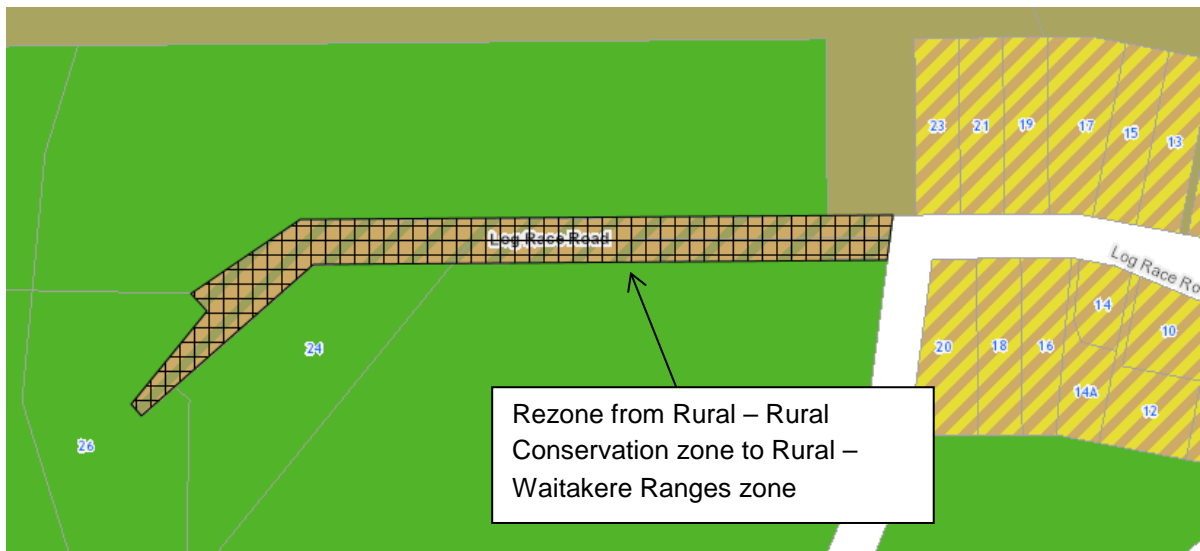 23 21 19 17 15 13
Log Race Road
Log Race Ro
14
10
24
20 18 16
14A
12
26
Rezone from Rural – Rural
Conservation zone to Rural –
Waitakere Ranges zone